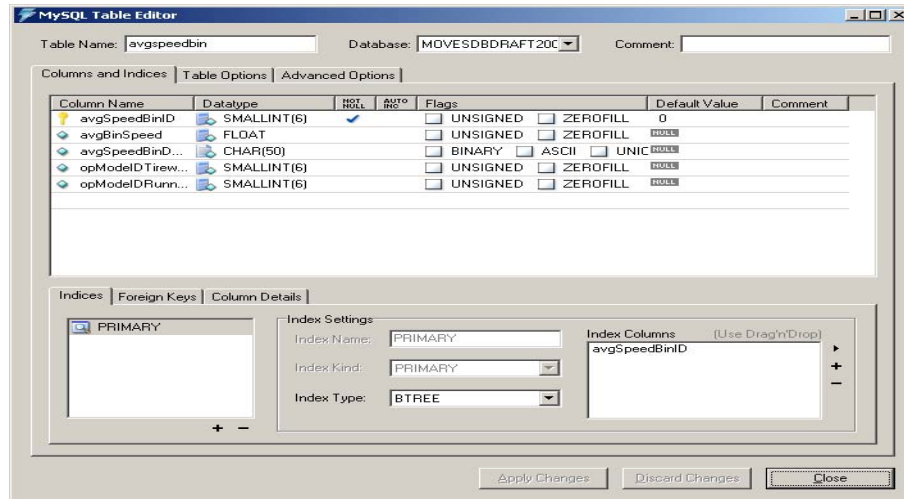 MySQL Table Editor
Table Name: avgspeedbin Database: MOVESDBDRAFT200 Comment:
Columns and Indices Table Options Advanced Options
Column Name Datatype NOT NULL AUTO INC Flags Default Value Comment
avgSpeedBinID SMALLINT(6) UNSIGNED ZEROFILL 0
avgBinSpeed FLOAT UNSIGNED ZEROFILL NULL
avgSpeedBinD... CHAR(50) BINARY ASCII UNIC NULL
opModeIDTirew... SMALLINT(6) UNSIGNED ZEROFILL NULL
opModeIDRunn... SMALLINT(6) UNSIGNED ZEROFILL NULL
Indices Foreign Keys Column Details
PRIMARY
Index Settings
Index Name: PRIMARY
Index Kind: PRIMARY
Index Type: BTREE
Index Columns (Use Drag'n'Drop)
avgSpeedBinID
Apply Changes Discard Changes Close